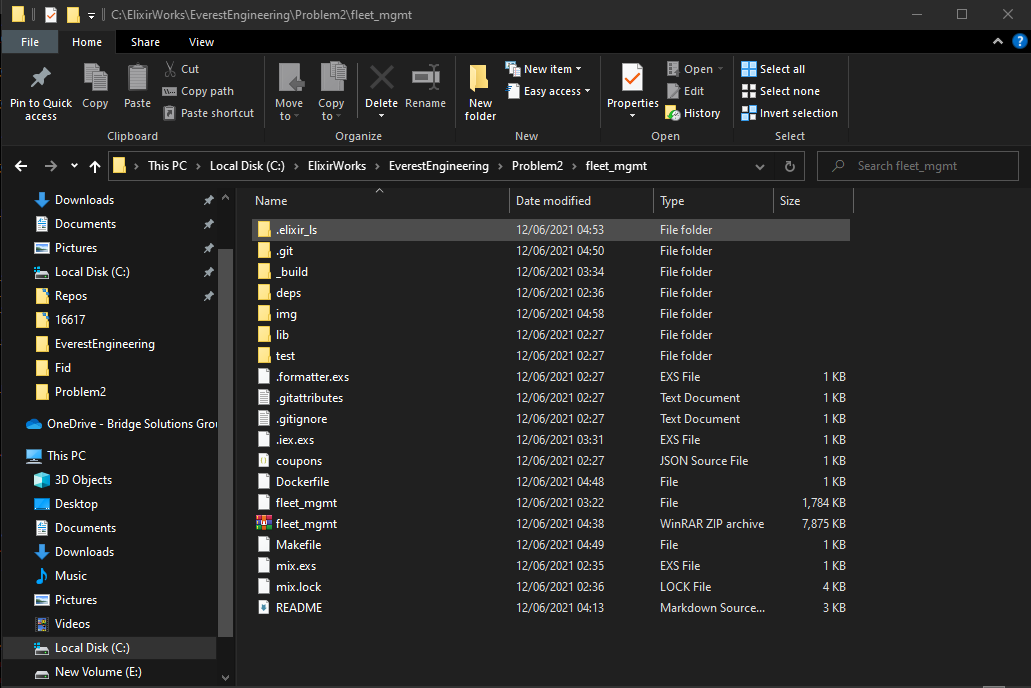 C:\ElixirWorks\EverestEngineering\Problem2\fleet_mgmt
File Home Share View
Pin to Quick access
Copy
Paste
Cut
Copy path
Paste shortcut
Clipboard
Move to
Copy to
Delete
Rename
Organize
New folder
New item
Easy access
New
Properties
Open
Edit
History
Open
Select all
Select none
Invert selection
Select
This PC > Local Disk (C:) > ElixirWorks > EverestEngineering > Problem2 > fleet_mgmt
Search fleet_mgmt
Downloads
Documents
Pictures
Local Disk (C:)
Repos
16617
EverestEngineering
Fid
Problem2
OneDrive - Bridge Solutions Grou
This PC
3D Objects
Desktop
Documents
Downloads
Music
Pictures
Videos
Local Disk (C:)
New Volume (E:)
Name Date modified Type Size
.elixir_ls 12/06/2021 04:53 File folder
.git 12/06/2021 04:50 File folder
_build 12/06/2021 03:34 File folder
deps 12/06/2021 02:36 File folder
img 12/06/2021 04:58 File folder
lib 12/06/2021 02:27 File folder
test 12/06/2021 02:27 File folder
.formatter.exs 12/06/2021 02:27 EXS File 1 KB
.gitattributes 12/06/2021 02:27 Text Document 1 KB
.gitignore 12/06/2021 02:27 Text Document 1 KB
.iex.exs 12/06/2021 03:31 EXS File 1 KB
coupons 12/06/2021 02:27 JSON Source File 1 KB
Dockerfile 12/06/2021 04:48 File 1 KB
fleet_mgmt 12/06/2021 03:22 File 1,784 KB
fleet_mgmt 12/06/2021 04:38 WinRAR ZIP archive 7,875 KB
Makefile 12/06/2021 04:49 File 1 KB
mix.exs 12/06/2021 02:35 EXS File 1 KB
mix.lock 12/06/2021 02:36 LOCK File 4 KB
README 12/06/2021 04:13 Markdown Source... 3 KB